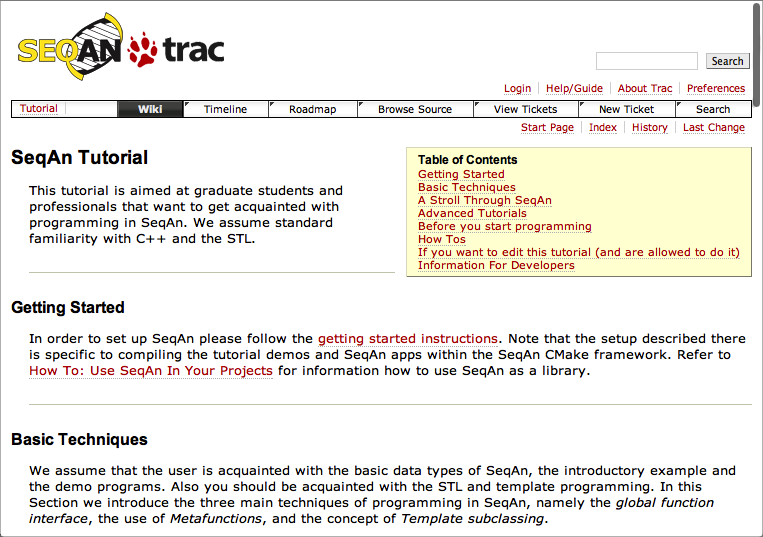 SEQAN trac
Search
Login Help/Guide About Trac Preferences
Tutorial Wiki Timeline Roadmap Browse Source View Tickets New Ticket Search
Start Page Index History Last Change
SeqAn Tutorial
This tutorial is aimed at graduate students and
professionals that want to get acquainted with
programming in SeqAn. We assume standard
familiarity with C++ and the STL.
Table of Contents
Getting Started
Basic Techniques
A Stroll Through SeqAn
Advanced Tutorials
Before you start programming
How Tos
If you want to edit this tutorial (and are allowed to do it)
Information For Developers
Getting Started
In order to set up SeqAn please follow the getting started instructions. Note that the setup described there
is specific to compiling the tutorial demos and SeqAn apps within the SeqAn CMake framework. Refer to
How To: Use SeqAn In Your Projects for information how to use SeqAn as a library.
Basic Techniques
We assume that the user is acquainted with the basic data types of SeqAn, the introductory example and
the demo programs. Also you should be acquainted with the STL and template programming. In this
Section we introduce the three main techniques of programming in SeqAn, namely the global function
interface, the use of Metafunctions, and the concept of Template subclassing.